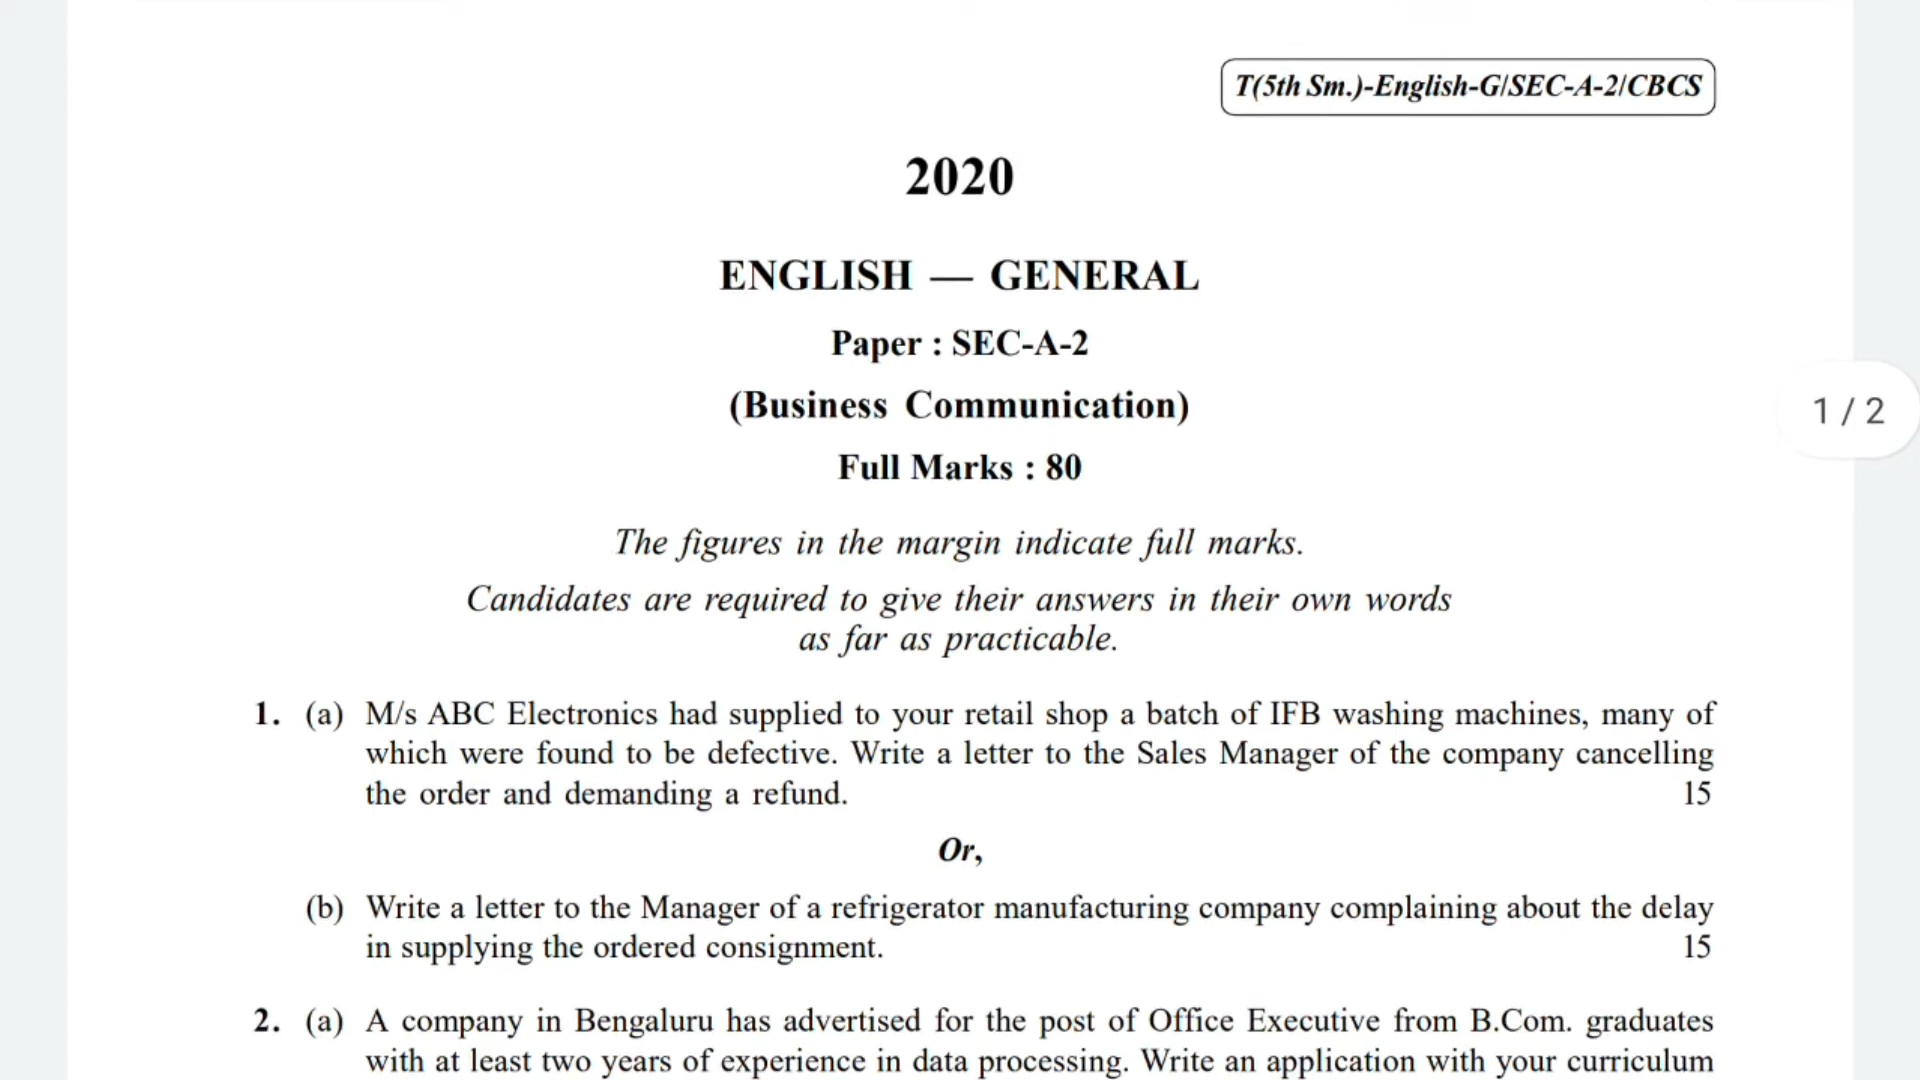 T(5th Sm.)-English-G/SEC-A-2/CBCS
2020
ENGLISH — GENERAL
Paper : SEC-A-2
(Business Communication)
Full Marks : 80
The figures in the margin indicate full marks.
Candidates are required to give their answers in their own words
as far as practicable.
1 / 2
1. (a) M/s ABC Electronics had supplied to your retail shop a batch of IFB washing machines, many of
which were found to be defective. Write a letter to the Sales Manager of the company cancelling
the order and demanding a refund. 15
Or,
(b) Write a letter to the Manager of a refrigerator manufacturing company complaining about the delay
in supplying the ordered consignment. 15
2. (a) A company in Bengaluru has advertised for the post of Office Executive from B.Com. graduates
with at least two years of experience in data processing. Write an application with your curriculum